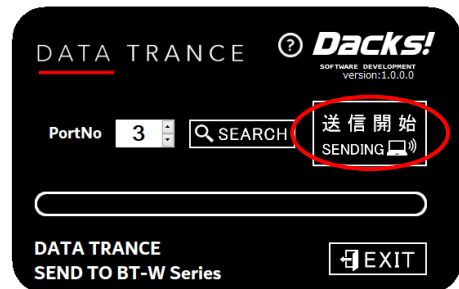 DATA TRANCE
? Dacks!
SOFTWARE DEVELOPMENT
version:1.0.0.0
PortNo 3 SEARCH
送信開始
SENDING
DATA TRANCE
SEND TO BT-W Series
EXIT